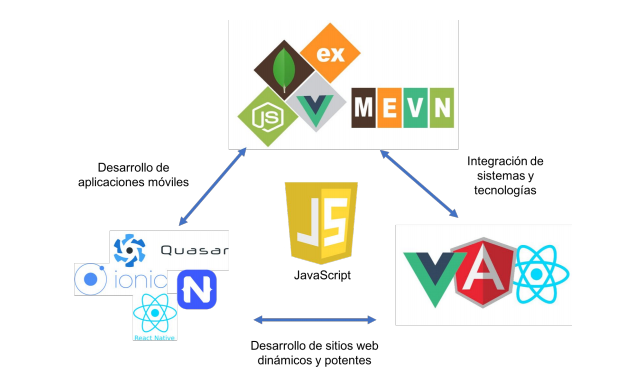 ex
JS
MEVN
Desarrollo de
aplicaciones móviles
Integración de
sistemas y
tecnologías
JS
JavaScript
Quasar
ionic
N
React Native
A
Desarrollo de sitios web
dinámicos y potentes